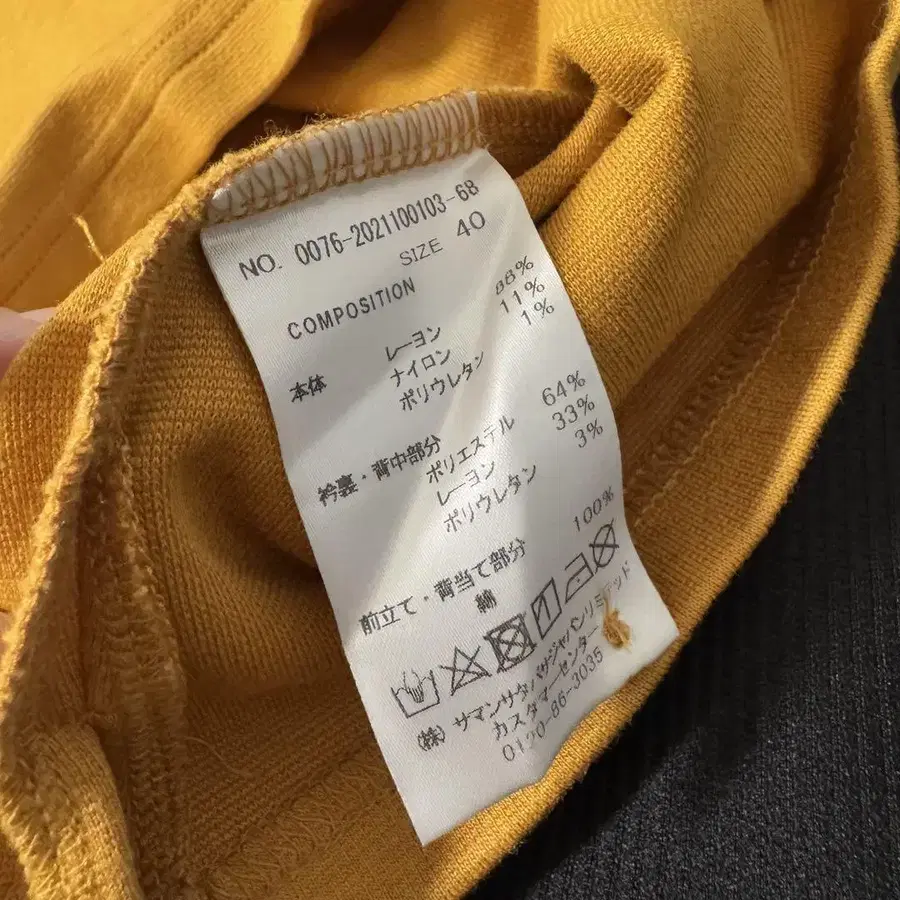 NO. 0076-2021100103-68
SIZE 40
COMPOSITION
本体 レーヨン 88%
ナイロン 11%
ポリウレタン 1%
衿裏・背中部分 ポリエステル 64%
レーヨン 33%
ポリウレタン 3%
前立て・背当て部分
綿 100%
(株) サマンサタバサジャパンリミテッド
カスタマーセンター
0120-86-3035